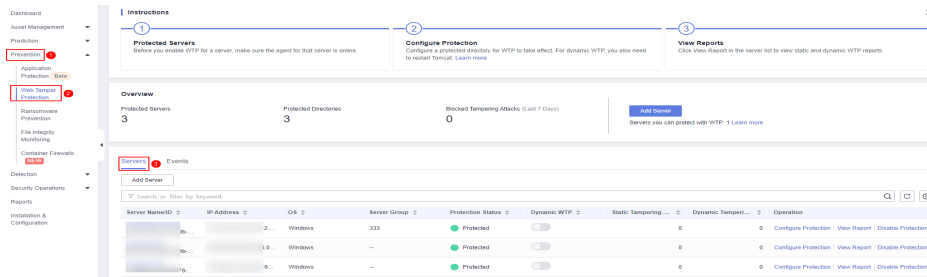 Dashboard
Asset Management
Prediction
Prevention 1
Application
Protection Beta
Web Tamper
Protection 2
Ransomware
Prevention
File Integrity
Monitoring
Container Firewalls
NEW
Detection
Security Operations
Reports
Installation &
Configuration
Instructions
1
Protected Servers
Before you enable WTP for a server, make sure the agent for that server is online.
2
Configure Protection
Configure a protected directory for WTP to take effect. For dynamic WTP, you also need
to restart Tomcat. Learn more
3
View Reports
Click View Report in the server list to view static and dynamic WTP reports.
Overview
Protected Servers
3
Protected Directories
3
Blocked Tampering Attacks (Last 7 Days)
0
Add Server
Servers you can protect with WTP: 1 Learn more
Servers 3 Events
Add Server
Search or filter by keyword.
Server Name/ID IP Address OS Server Group Protection Status Dynamic WTP Static Tampering ... Dynamic Tamperi... Operation
2... Windows 333 Protected 0 0 Configure Protection View Report Disable Protection
3.0... Windows -- Protected 0 0 Configure Protection View Report Disable Protection
76-... 6... Windows -- Protected 0 0 Configure Protection View Report Disable Protection